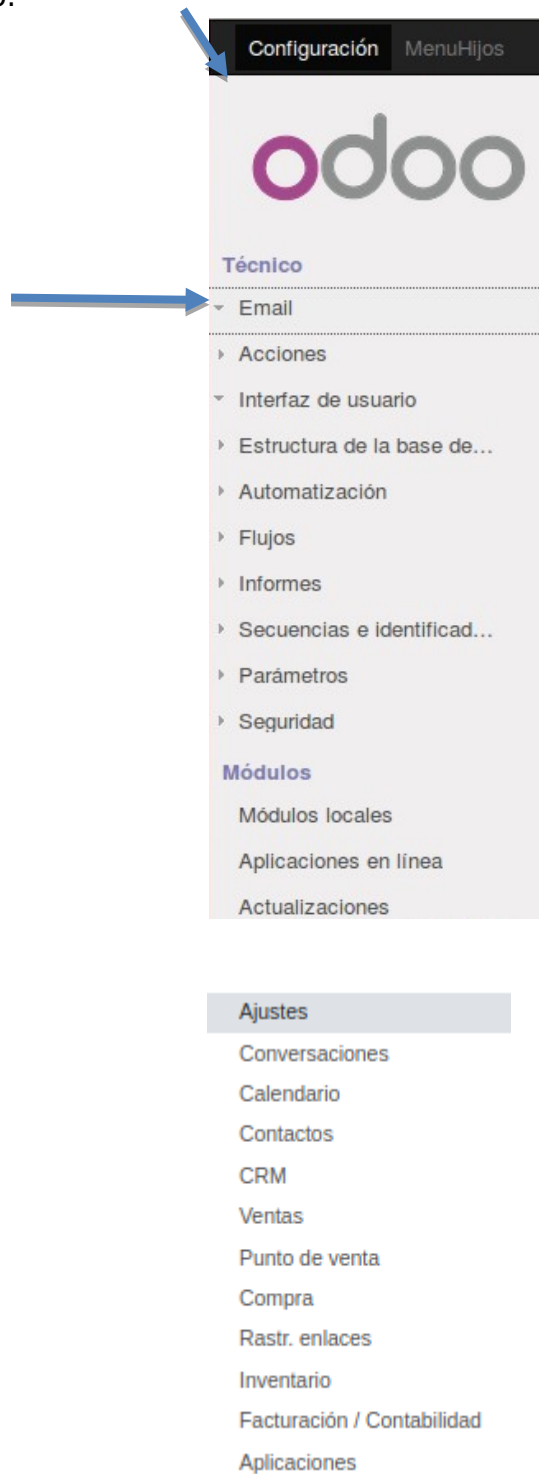 Configuración MenuHijos
odoo
Técnico
Email
Acciones
Interfaz de usuario
Estructura de la base de...
Automatización
Flujos
Informes
Secuencias e identificad...
Parámetros
Seguridad
Módulos
Módulos locales
Aplicaciones en línea
Actualizaciones
Ajustes
Conversaciones
Calendario
Contactos
CRM
Ventas
Punto de venta
Compra
Rastr. enlaces
Inventario
Facturación / Contabilidad
Aplicaciones